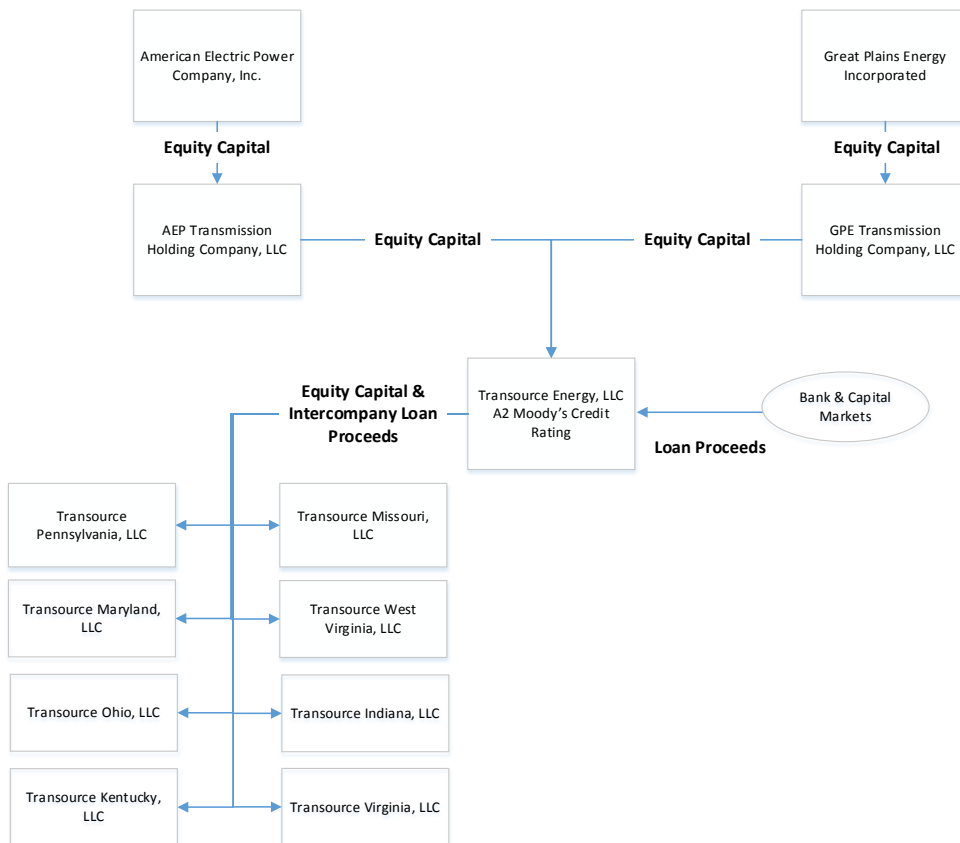 American Electric Power
Company, Inc.
Great Plains Energy
Incorporated
Equity Capital
Equity Capital
AEP Transmission
Holding Company, LLC
Equity Capital
Equity Capital
GPE Transmission
Holding Company, LLC
Transource Energy, LLC
A2 Moody’s Credit
Rating
Bank & Capital
Markets
Loan Proceeds
Equity Capital &
Intercompany Loan
Proceeds
Transource
Pennsylvania, LLC
Transource Missouri,
LLC
Transource Maryland,
LLC
Transource West
Virginia, LLC
Transource Ohio, LLC
Transource Indiana, LLC
Transource Kentucky,
LLC
Transource Virginia, LLC